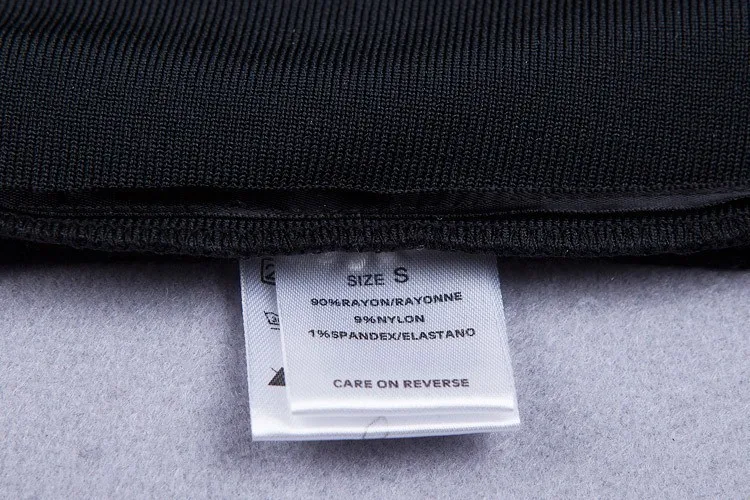 SIZE S
90%RAYON/RAYONNE
9%NYLON
1%SPANDEX/ELASTANO
CARE ON REVERSE